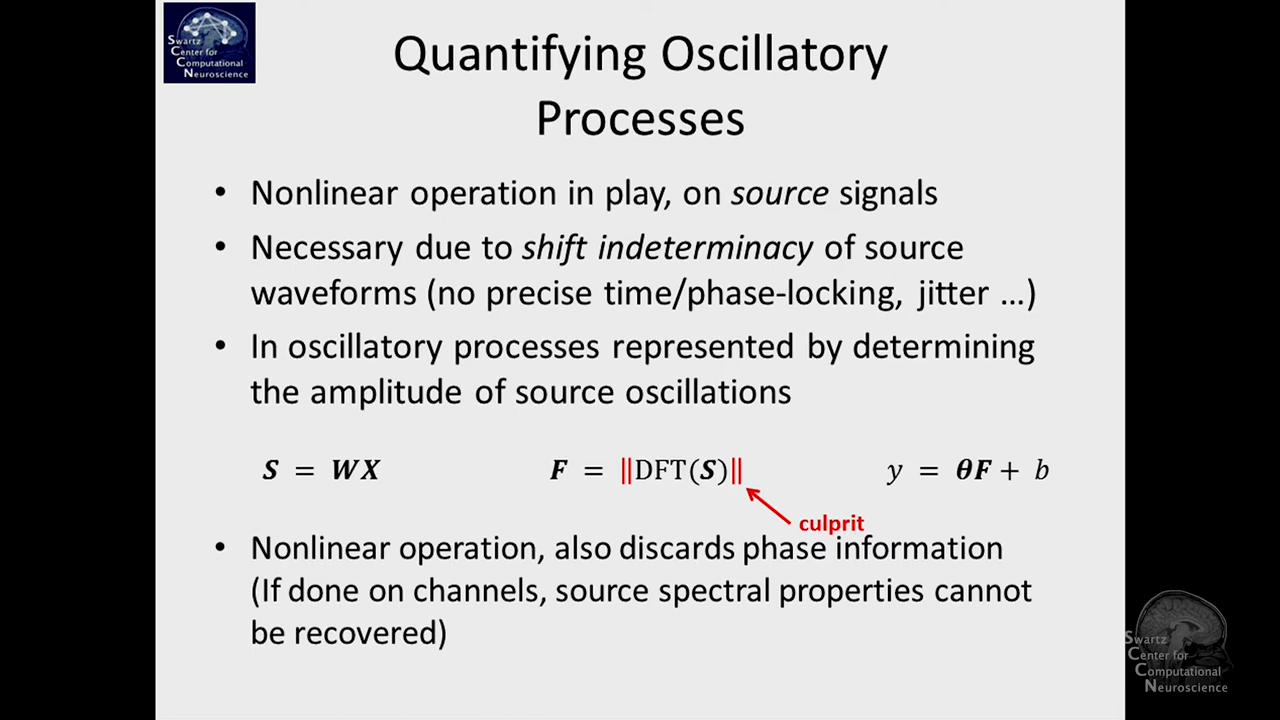 Swartz
Center for
Computational
Neuroscience
Quantifying Oscillatory
Processes
• Nonlinear operation in play, on source signals
• Necessary due to shift indeterminacy of source
waveforms (no precise time/phase-locking, jitter …)
• In oscillatory processes represented by determining
the amplitude of source oscillations
S = WX F = ‖DFT(S)‖ y = θF + b
culprit
• Nonlinear operation, also discards phase information
(If done on channels, source spectral properties cannot
be recovered)
Swartz
Center for
Computational
Neuroscience